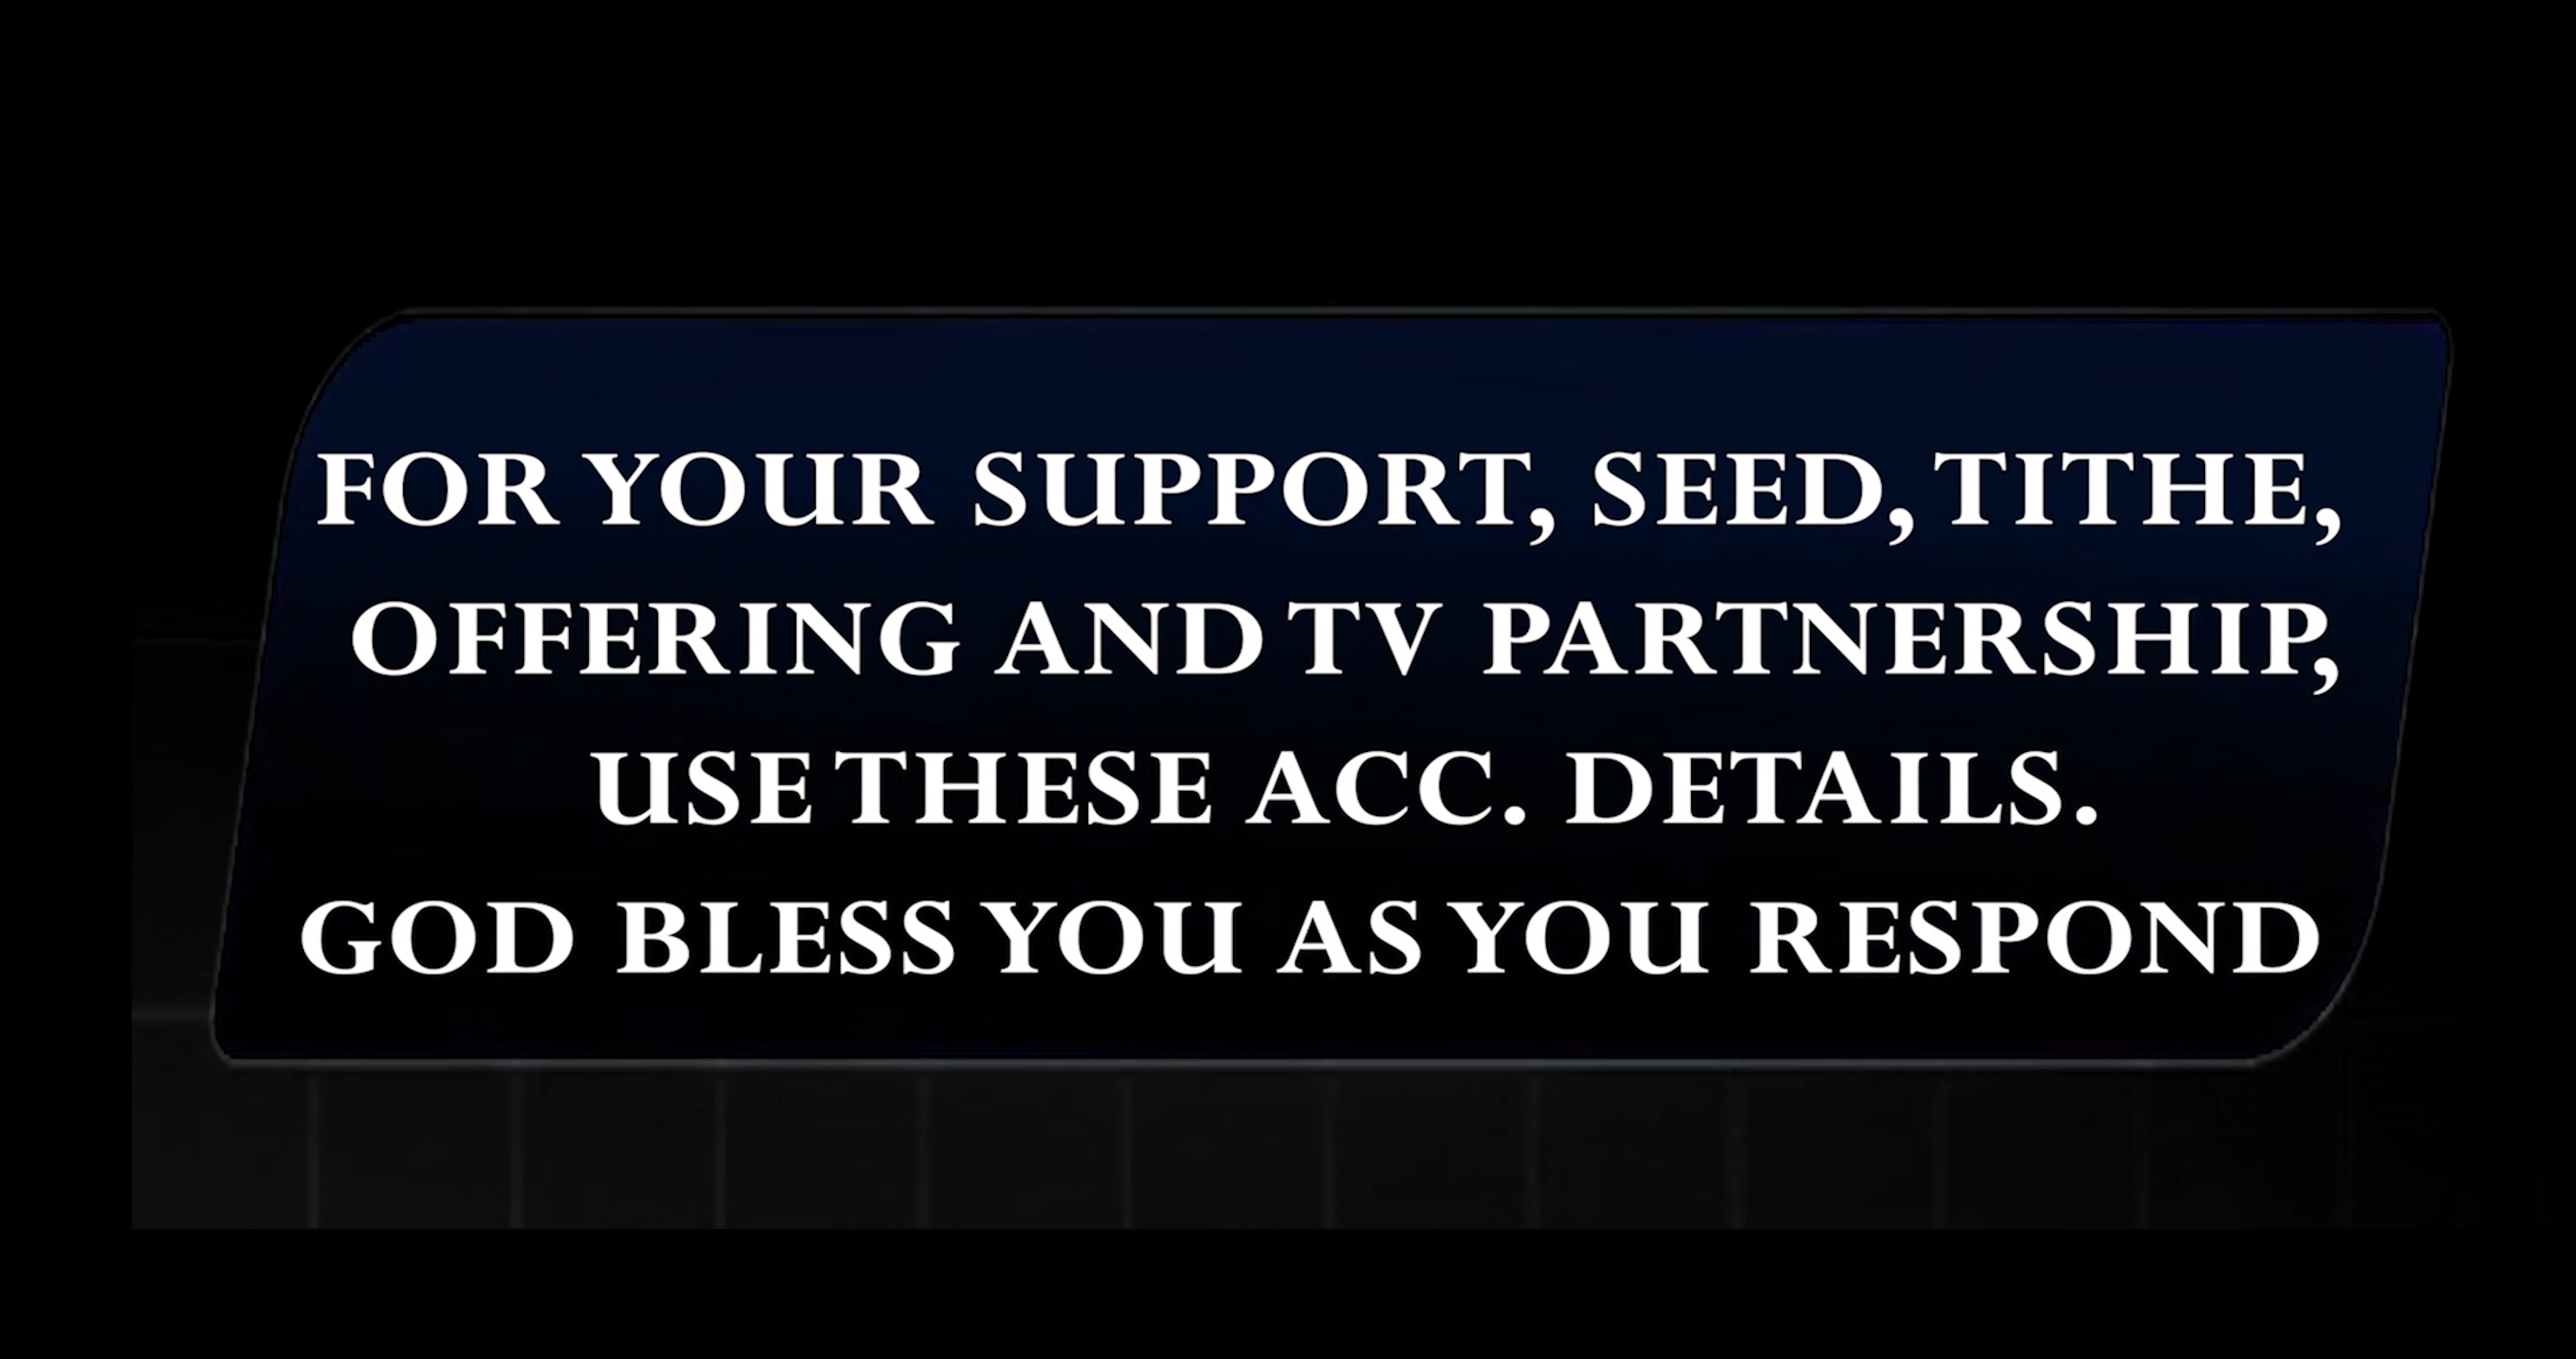 FOR YOUR SUPPORT, SEED, TITHE,
OFFERING AND TV PARTNERSHIP,
USE THESE ACC. DETAILS.
GOD BLESS YOU AS YOU RESPOND